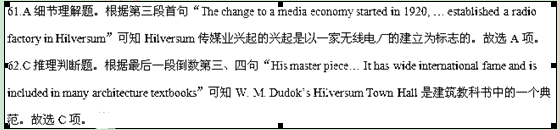 61.A 细节理解题。根据第三段首句“The change to a media economy started in 1920, … established a radio
factory in Hilversum”可知 Hilversum 传媒业兴起的兴起是以一家无线电厂的建立为标志的。故选 A 项。
62.C 推理判断题。根据最后一段倒数第三、四句“His master piece… It has wide international fame and is
included in many architecture textbooks”可知 W. M. Dudok's Hilversum Town Hall 是建筑教科书中的一个典
范。故选 C 项。